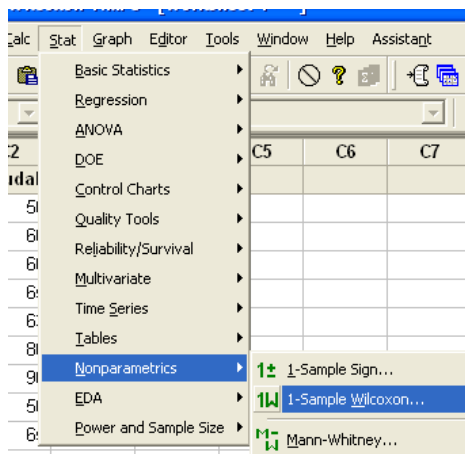 Calc Stat Graph Editor Tools Window Help Assistant
Basic Statistics
Regression
ANOVA
DOE
Control Charts
Quality Tools
Reliability/Survival
Multivariate
Time Series
Tables
Nonparametrics
EDA
Power and Sample Size
C5 C6 C7
1-Sample Sign...
1-Sample Wilcoxon...
Mann-Whitney...